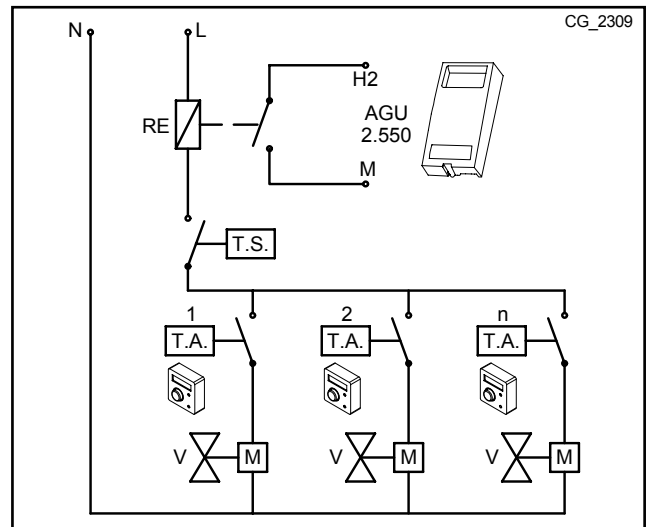 CG_2309
N L
H2
RE
AGU
2.550
M
T.S.
1 2 n
T.A. T.A. T.A.
V M V M V M